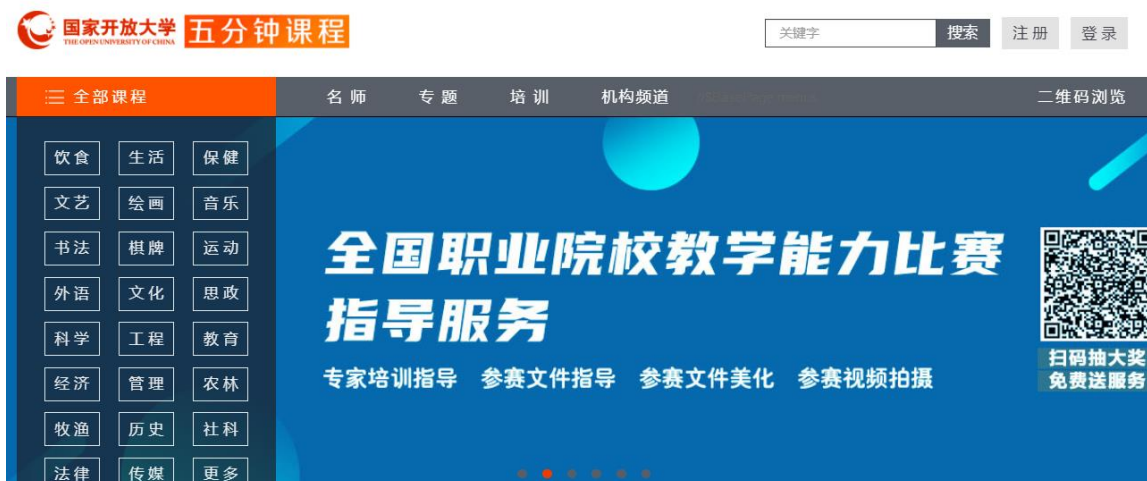 国家开放大学 五分钟课程
THE OPEN UNIVERSITY OF CHINA
关键字 搜索 注册 登录
全部课程 名师 专题 培训 机构频道 二维码浏览
饮食 生活 保健
文艺 绘画 音乐
书法 棋牌 运动
外语 文化 思政
科学 工程 教育
经济 管理 农林
牧渔 历史 社科
法律 传媒 更多
全国职业院校教学能力比赛
指导服务
专家培训指导 参赛文件指导 参赛文件美化 参赛视频拍摄
扫码抽大奖
免费送服务